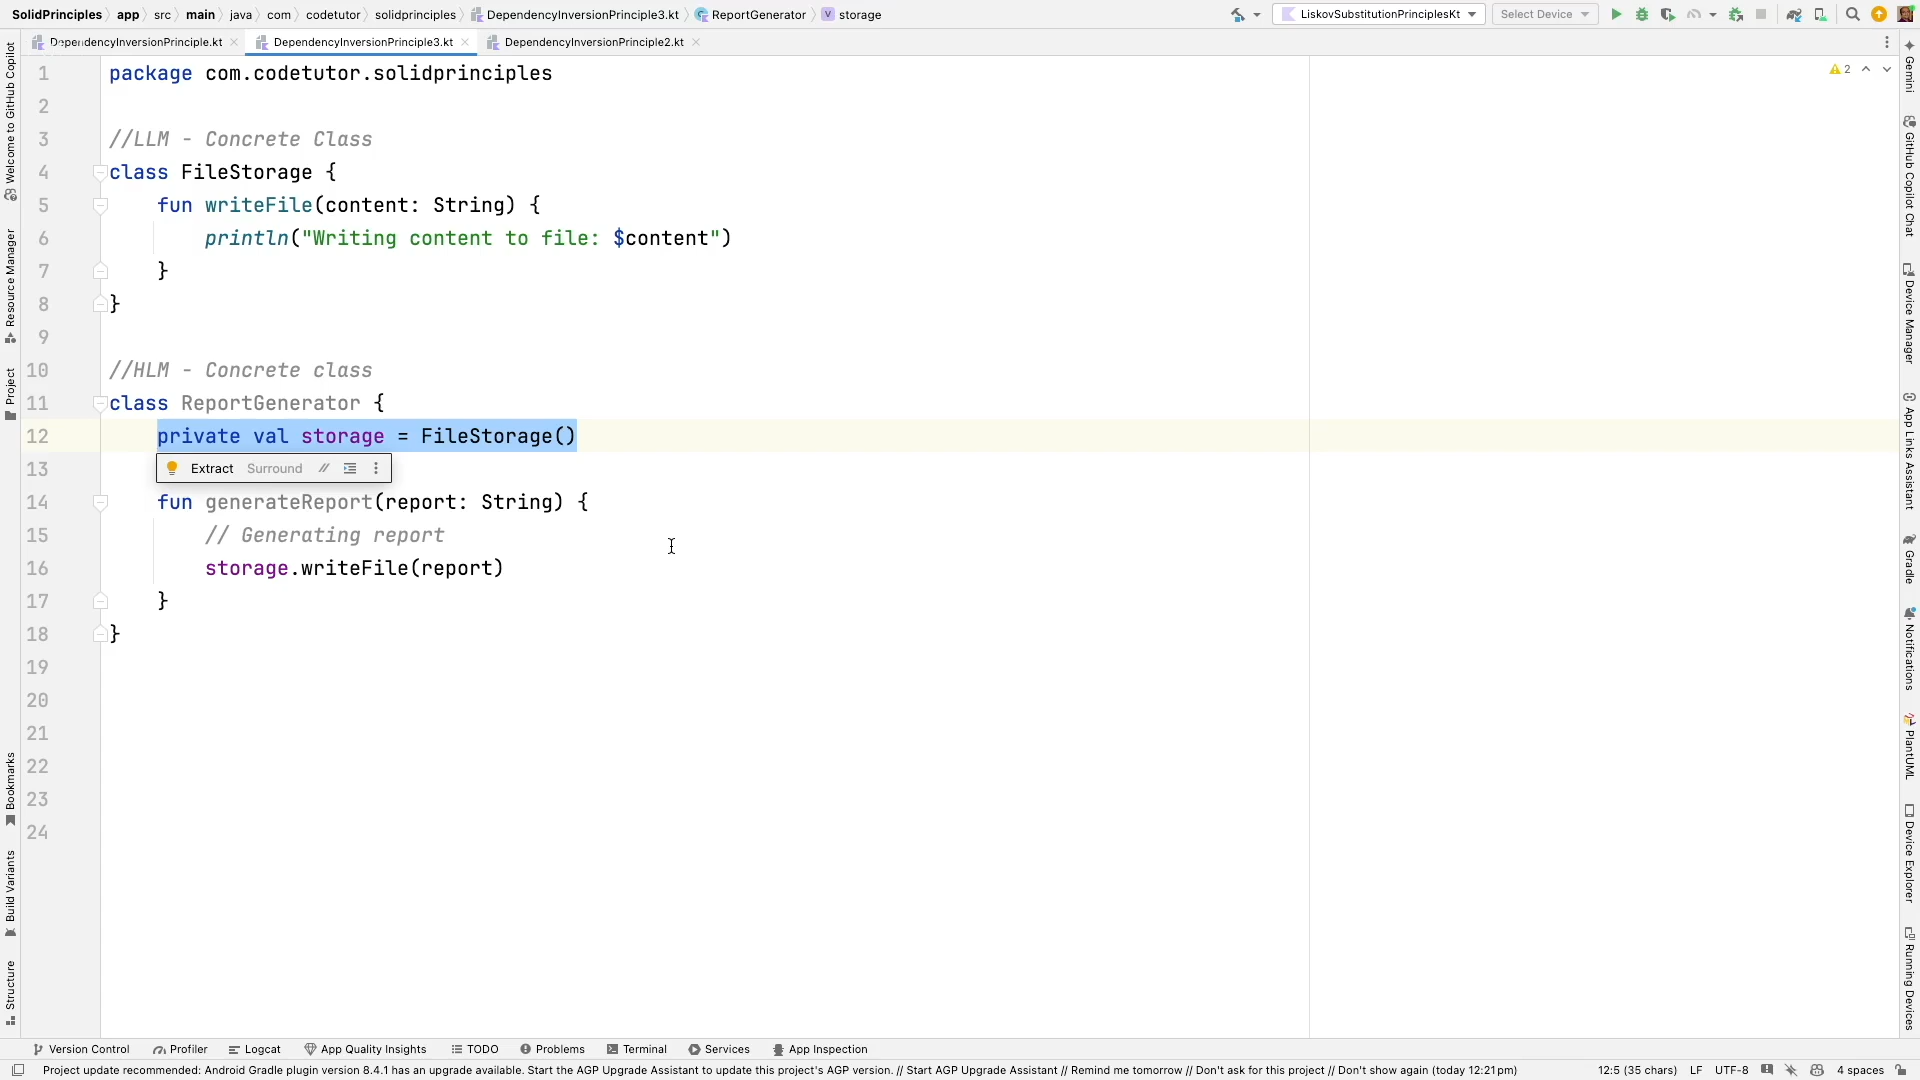 SolidPrinciples app src main java com codetutor solidprinciples DependencyInversionPrinciple3.kt ReportGenerator storage LiskovSubstitutionPrinciplesKt Select Device
DependencyInversionPrinciple.kt DependencyInversionPrinciple3.kt DependencyInversionPrinciple2.kt
2
1 package com.codetutor.solidprinciples
2
3 //LLM - Concrete Class
4 class FileStorage {
5 fun writeFile(content: String) {
6 println("Writing content to file: $content")
7 }
8 }
9
10 //HLM - Concrete class
11 class ReportGenerator {
12 private val storage = FileStorage()
13 Extract Surround //
14 fun generateReport(report: String) {
15 // Generating report
16 storage.writeFile(report)
17 }
18 }
19
20
21
22
23
24
Welcome to GitHub Copilot
Resource Manager
Project
Bookmarks
Build Variants
Structure
Gemini
GitHub Copilot Chat
Device Manager
App Links Assistant
Gradle
Notifications
PlantUML
Device Explorer
Running Devices
Version Control Profiler Logcat App Quality Insights TODO Problems Terminal Services App Inspection
Project update recommended: Android Gradle plugin version 8.4.1 has an upgrade available. Start the AGP Upgrade Assistant to update this project's AGP version. // Start AGP Upgrade Assistant // Remind me tomorrow // Don't ask for this project // Don't show again (today 12:21 pm) 12:5 (35 chars) LF UTF-8 4 spaces